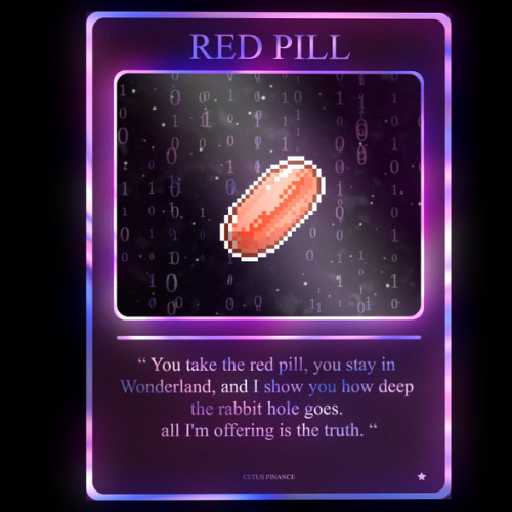 RED PILL
“ You take the red pill, you stay in
Wonderland, and I show you how deep
the rabbit hole goes.
all I'm offering is the truth. “
CETUS FINANCE